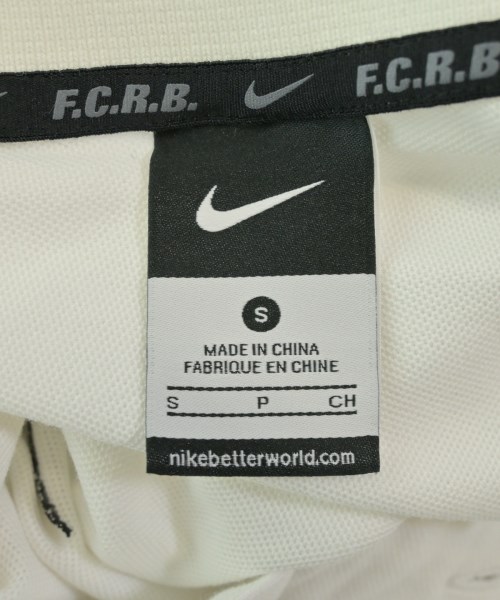 F.C.R.B. F.C.R.B.
S
MADE IN CHINA
FABRIQUE EN CHINE
S P CH
nikebetterworld.com